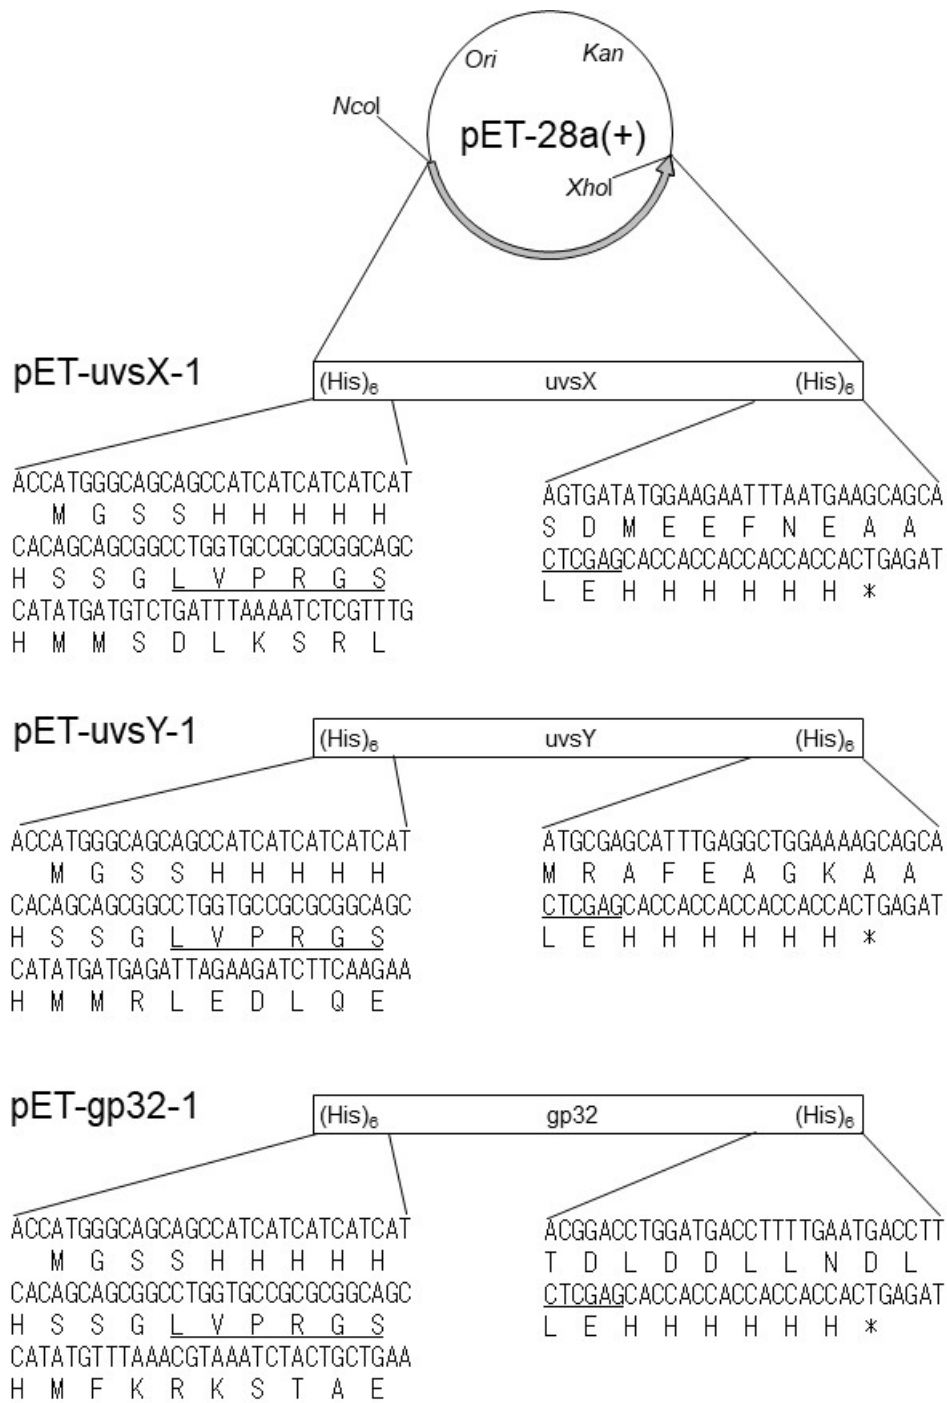 Ori Kan
NcoI
pET-28a(+)
XhoI
pET-uvsX-1
(His)6 uvsX (His)6
ACCATGGGCAGCAGCCATCATCATCATCAT
M G S S H H H H H
CACAGCAGCGGCCTGGTGCCGCGCGGCAGC
H S S G L V P R G S
CATATGATGTCTGATTTAAAATCTCGTTTG
H M M S D L K S R L
AGTGATATGGAAGAATTTAATGAAGCAGCA
S D M E E F N E A A
CTCGAGCACCACCACCACCACCACTGAGAT
L E H H H H H H *
pET-uvsY-1
(His)6 uvsY (His)6
ACCATGGGCAGCAGCCATCATCATCATCAT
M G S S H H H H H
CACAGCAGCGGCCTGGTGCCGCGCGGCAGC
H S S G L V P R G S
CATATGATGAGATTAGAAGATCTTCAAGAA
H M M R L E D L Q E
ATGCGAGCATTTGAGGCTGGAAAAGCAGCA
M R A F E A G K A A
CTCGAGCACCACCACCACCACCACTGAGAT
L E H H H H H H *
pET-gp32-1
(His)6 gp32 (His)6
ACCATGGGCAGCAGCCATCATCATCATCAT
M G S S H H H H H
CACAGCAGCGGCCTGGTGCCGCGCGGCAGC
H S S G L V P R G S
CATATGTTTAAACGTAAATCTACTGCTGAA
H M F K R K S T A E
ACGGACCTGGATGACCTTTTGAATGACCTT
T D L D D L L N D L
CTCGAGCACCACCACCACCACCACTGAGAT
L E H H H H H H *